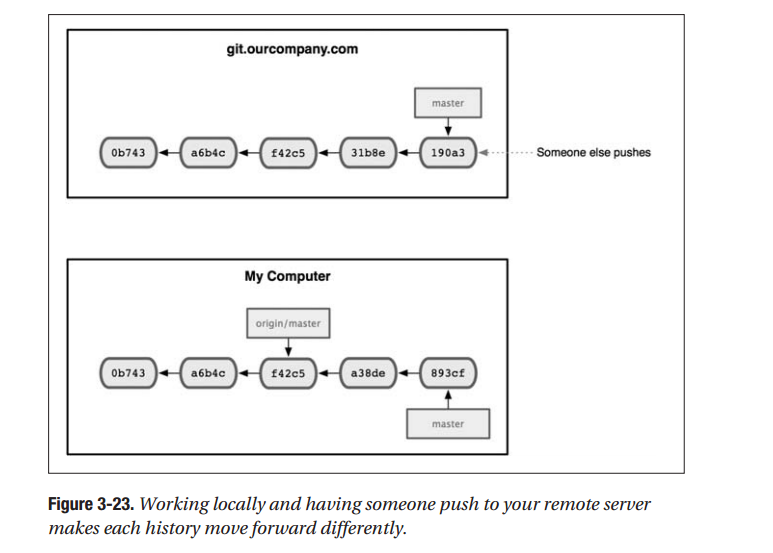 git.ourcompany.com
master
0b743
a6b4c
f42c5
31b8e
190a3
Someone else pushes
My Computer
origin/master
0b743
a6b4c
f42c5
a38de
893cf
master
Figure 3-23. Working locally and having someone push to your remote server
makes each history move forward differently.